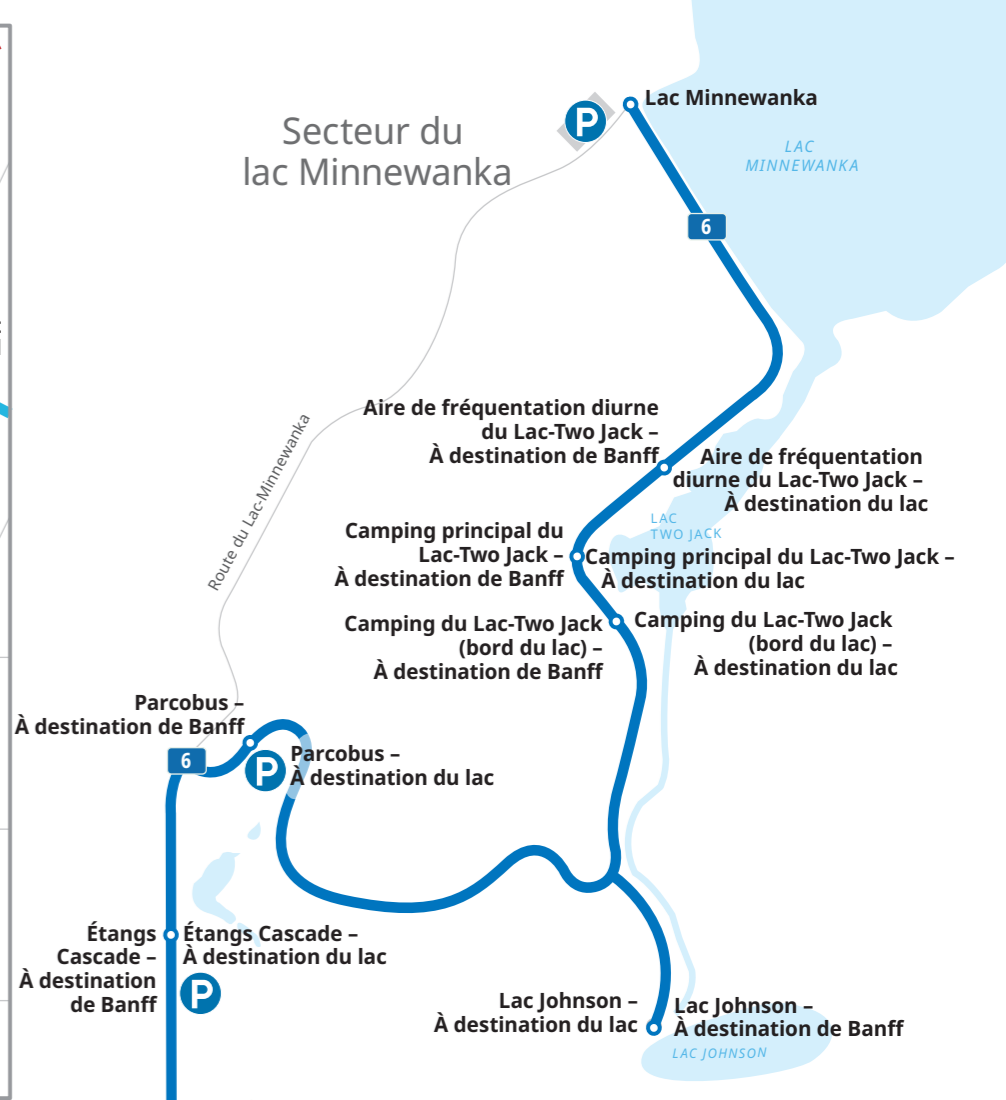 Secteur du
lac Minnewanka
P
Lac Minnewanka
LAC
MINNEWANKA
6
Route du Lac-Minnewanka
Aire de fréquentation diurne
du Lac-Two Jack –
À destination de Banff
Aire de fréquentation
diurne du Lac-Two Jack –
À destination du lac
LAC
TWO JACK
Camping principal du
Lac-Two Jack –
À destination de Banff
Camping principal du Lac-Two Jack –
À destination du lac
Camping du Lac-Two Jack
(bord du lac) –
À destination de Banff
Camping du Lac-Two Jack
(bord du lac) –
À destination du lac
Parcobus –
À destination de Banff
6
P
Parcobus –
À destination du lac
Étangs
Cascade –
À destination
de Banff
Étangs Cascade –
À destination du lac
P
Lac Johnson –
À destination du lac
Lac Johnson –
À destination de Banff
LAC JOHNSON